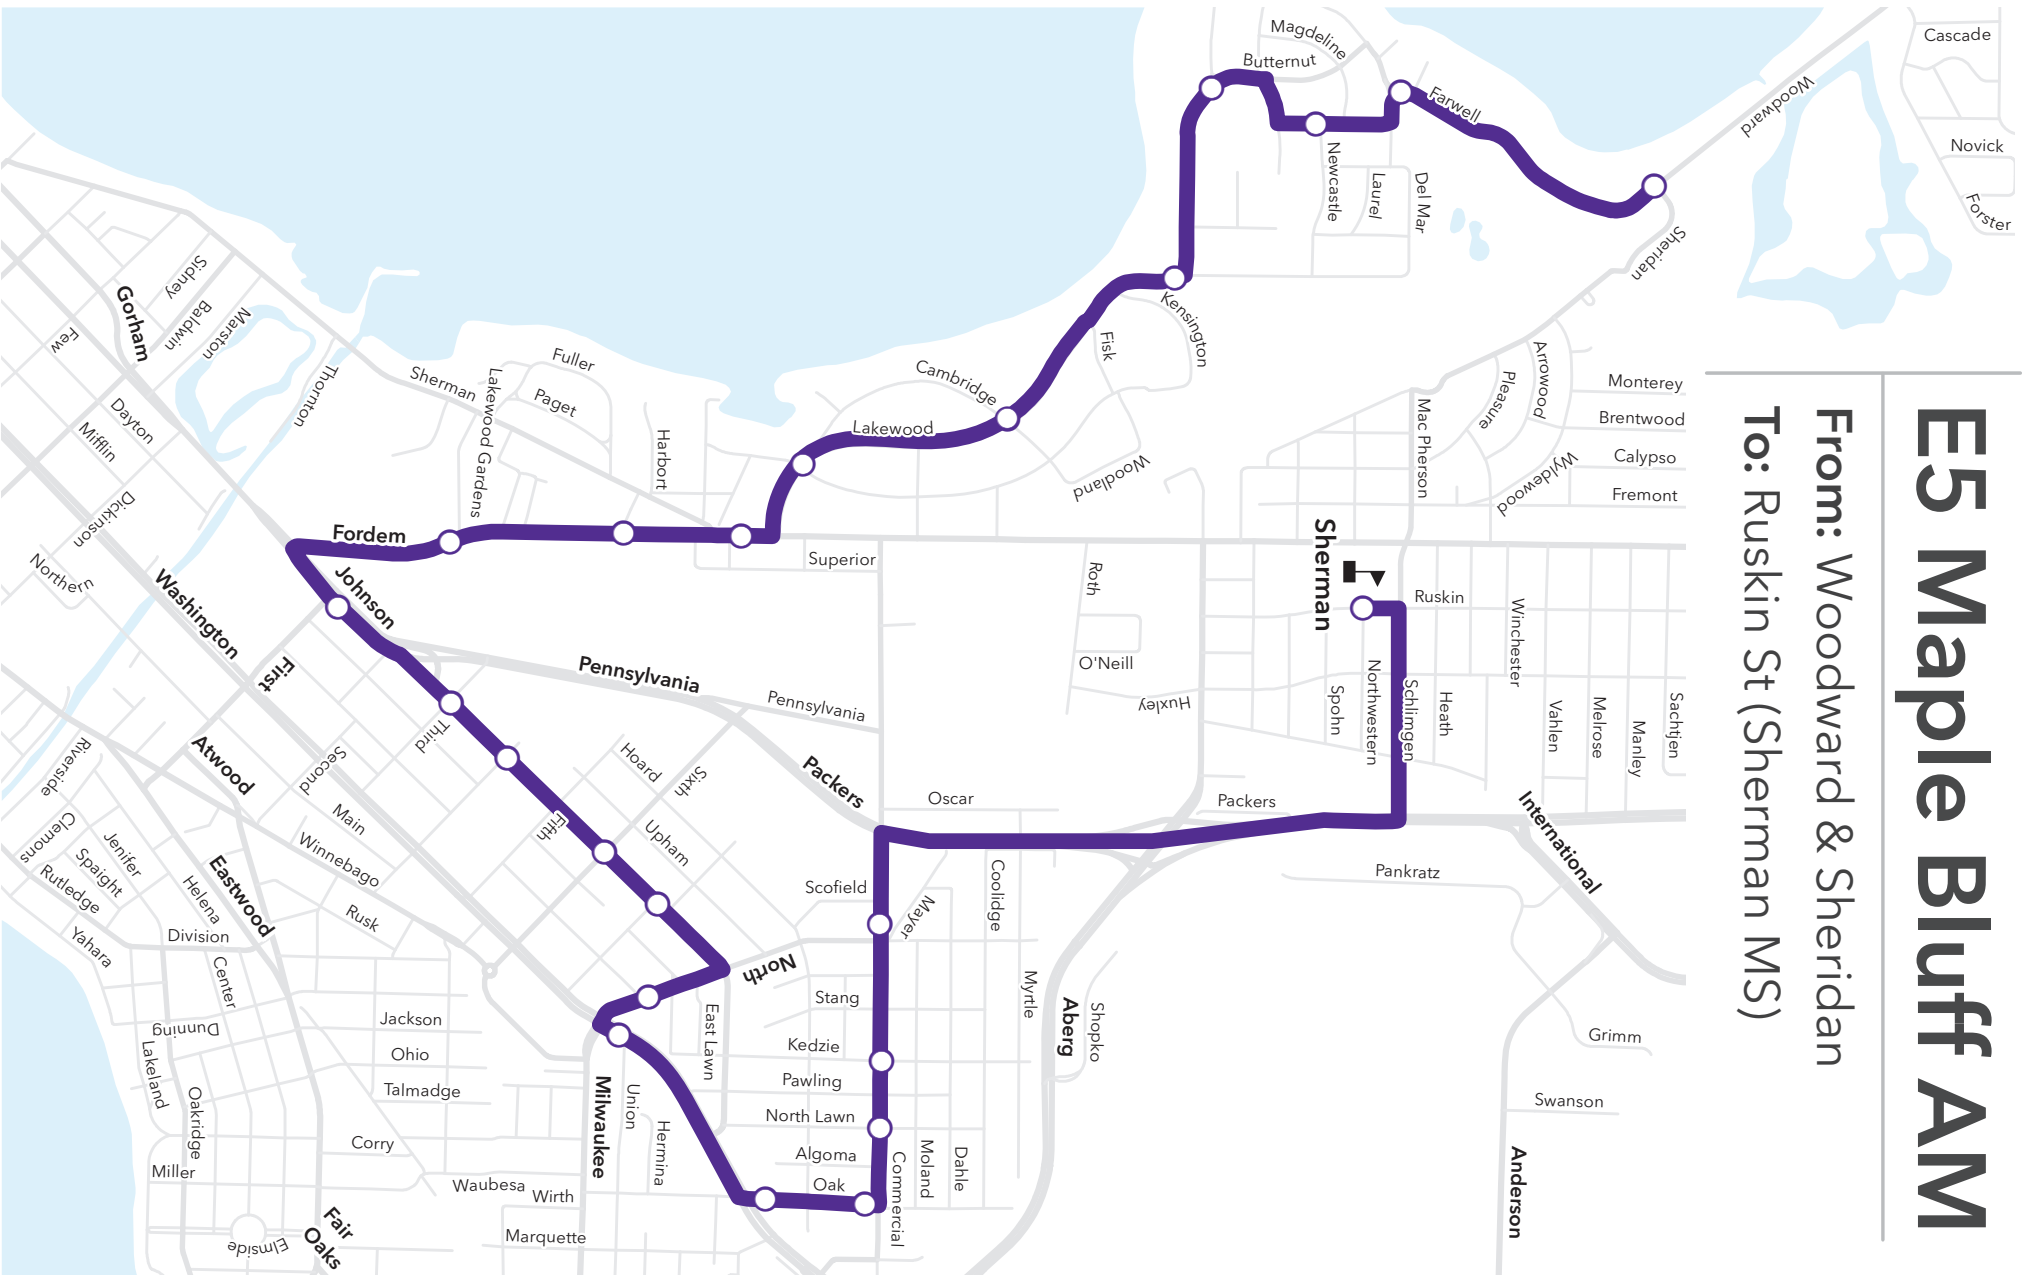 E5 Maple Bluff AM
From: Woodward & Sheridan
To: Ruskin St (Sherman MS)
Magdeline
Butternut
Farwell
Woodward
Cascade
Novick
Forster
Newcastle
Laurel
Del Mar
Sheridan
Kensington
Fisk
Cambridge
Lakewood
Woodland
Mac Pherson
Pleasure
Arrowood
Wyldewood
Monterey
Brentwood
Calypso
Fremont
Sidney
Baldwin
Marston
Gorham
Few
Thornton
Sherman
Fuller
Paget
Lakewood Gardens
Harbort
Dayton
Mifflin
Dickinson
Northern
Washington
Fordem
Johnson
First
Superior
Roth
O'Neill
Huxley
Sherman
Ruskin
Winchester
Spohn
Northwestern
Schlimgen
Heath
Vahlen
Melrose
Manley
Sachtjen
Pennsylvania
Pennsylvania
Packers
Packers
Oscar
International
Pankratz
Third
Second
Hoard
Sixth
Fifth
Upham
Atwood
Main
Winnebago
Riverside
Clemons
Jenifer
Spaight
Rutledge
Yahara
Helena
Eastwood
Rusk
Division
Center
Dunning
Lakeland
Oakridge
Miller
Elmside
Fair
Oaks
Jackson
Ohio
Talmadge
Corry
Waubesa
Wirth
Marquette
Milwaukee
Union
Hermina
East Lawn
North
Scofield
Mayer
Coolidge
Myrtle
Aberg
Shopko
Stang
Kedzie
Pawling
North Lawn
Algoma
Oak
Commercial
Moland
Dahle
Grimm
Swanson
Anderson